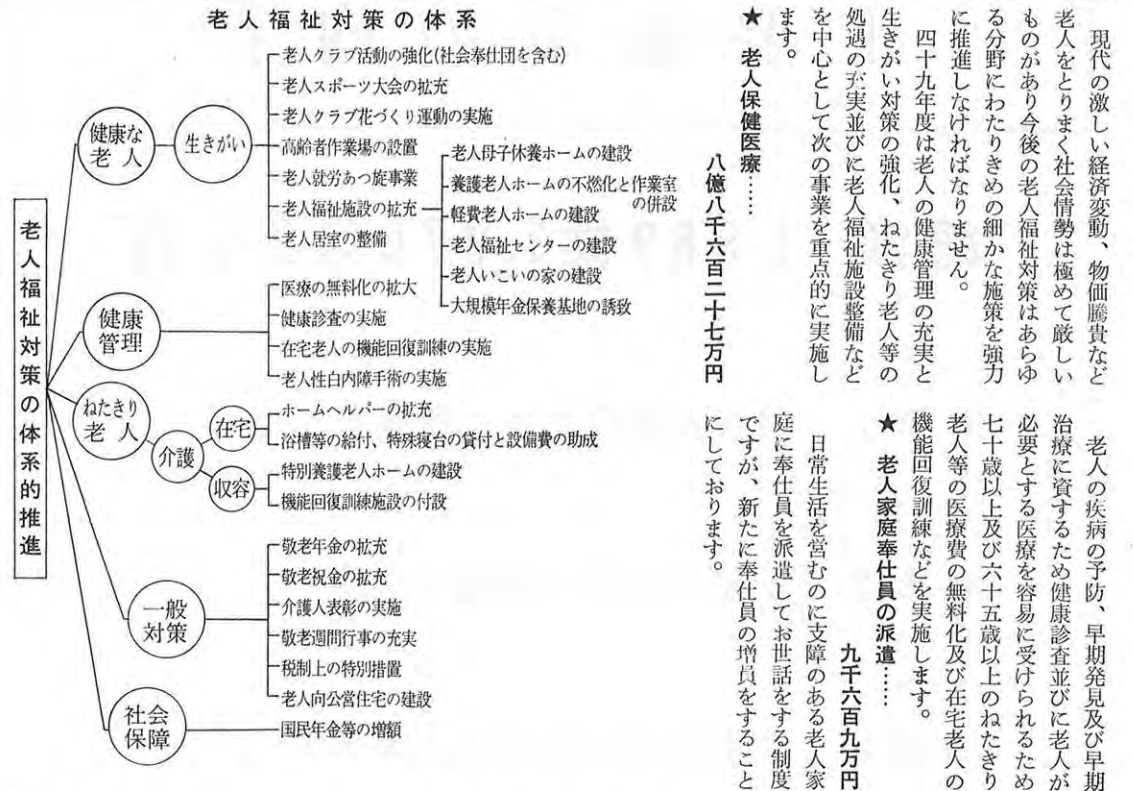 現代の激しい経済変動、物価騰貴など
老人をとりまく社会情勢は極めて厳しい
ものがあり今後の老人福祉対策はあらゆ
る分野にわたりきめの細かな施策を強力
に推進しなければなりません。
四十九年度は老人の健康管理の充実と
生きがい対策の強化、ねたきり老人等の
処遇の充実並びに老人福祉施設整備など
を中心として次の事業を重点的に実施し
ます。
★ 老人保健医療……
八億八千六百二十七万円
老人の疾病の予防、早期発見及び早期
治療に資するため健康診査並びに老人が
必要とする医療を容易に受けられるため
七十歳以上及び六十五歳以上のねたきり
老人等の医療費の無料化及び在宅老人の
機能回復訓練などを実施します。
★ 老人家庭奉仕員の派遣……
九千六百九万円
日常生活を営むのに支障のある老人家
庭に奉仕員を派遣してお世話をする制度
ですが、新たに奉仕員の増員をすること
にしております。
老人福祉対策の体系
老人福祉対策の体系的推進
健康な
老人
生きがい
老人クラブ活動の強化(社会奉仕団を含む)
老人スポーツ大会の拡充
老人クラブ花づくり運動の実施
高齢者作業場の設置
老人就労あつ旋事業
老人福祉施設の拡充
老人居室の整備
老人母子休養ホームの建設
養護老人ホームの不燃化と作業室
の併設
軽費老人ホームの建設
老人福祉センターの建設
老人いこいの家の建設
大規模年金保養基地の誘致
健康
管理
医療の無料化の拡大
健康診査の実施
在宅老人の機能回復訓練の実施
老人性白内障手術の実施
ねたきり
老人
介護
在宅
ホームヘルパーの拡充
浴槽等の給付、特殊寝台の貸付と設備費の助成
収容
特別養護老人ホームの建設
機能回復訓練施設の付設
一般
対策
敬老年金の拡充
敬老祝金の拡充
介護人表彰の実施
敬老週間行事の充実
税制上の特別措置
老人向公営住宅の建設
社会
保障
国民年金等の増額